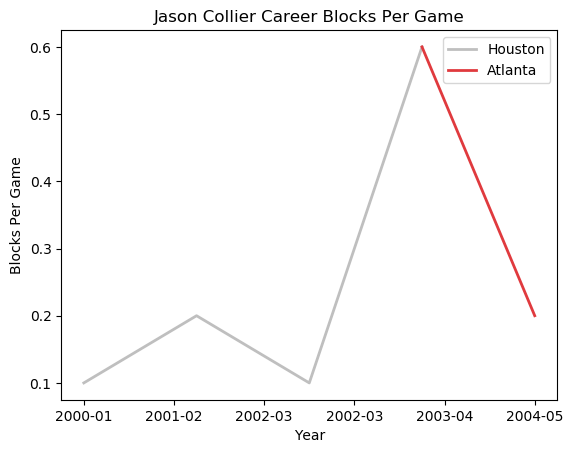 Jason Collier Career Blocks Per Game
Houston
Atlanta
0.6
0.5
0.4
0.3
0.2
0.1
Blocks Per Game
2000-01 2001-02 2002-03 2002-03 2003-04 2004-05
Year